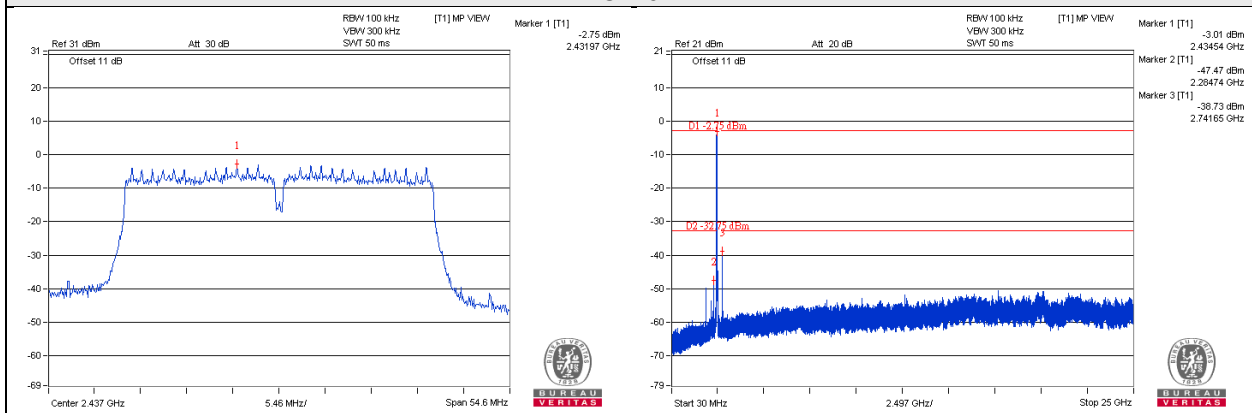 RBW 100 kHz [T1] MP VIEW
VBW 300 kHz
Ref 31 dBm Att 30 dB SWT 50 ms
Marker 1 [T1]
-2.75 dBm
2.43197 GHz
Offset 11 dB
31
20
10
0
-10
-20
-30
-40
-50
-60
-69
1
Center 2.437 GHz 5.46 MHz/ Span 54.6 MHz
BUREAU VERITAS
1828
BUREAU
VERITAS
RBW 100 kHz [T1] MP VIEW
VBW 300 kHz
Ref 21 dBm Att 20 dB SWT 50 ms
Marker 1 [T1]
-3.01 dBm
2.43454 GHz
Marker 2 [T1]
-47.47 dBm
2.28474 GHz
Marker 3 [T1]
-38.73 dBm
2.74165 GHz
Offset 11 dB
21
10
0
-10
-20
-30
-40
-50
-60
-70
-79
1
D1 -2.75 dBm
D2 -32.75 dBm
3
2
Start 30 MHz 2.497 GHz/ Stop 25 GHz
BUREAU VERITAS
1828
BUREAU
VERITAS